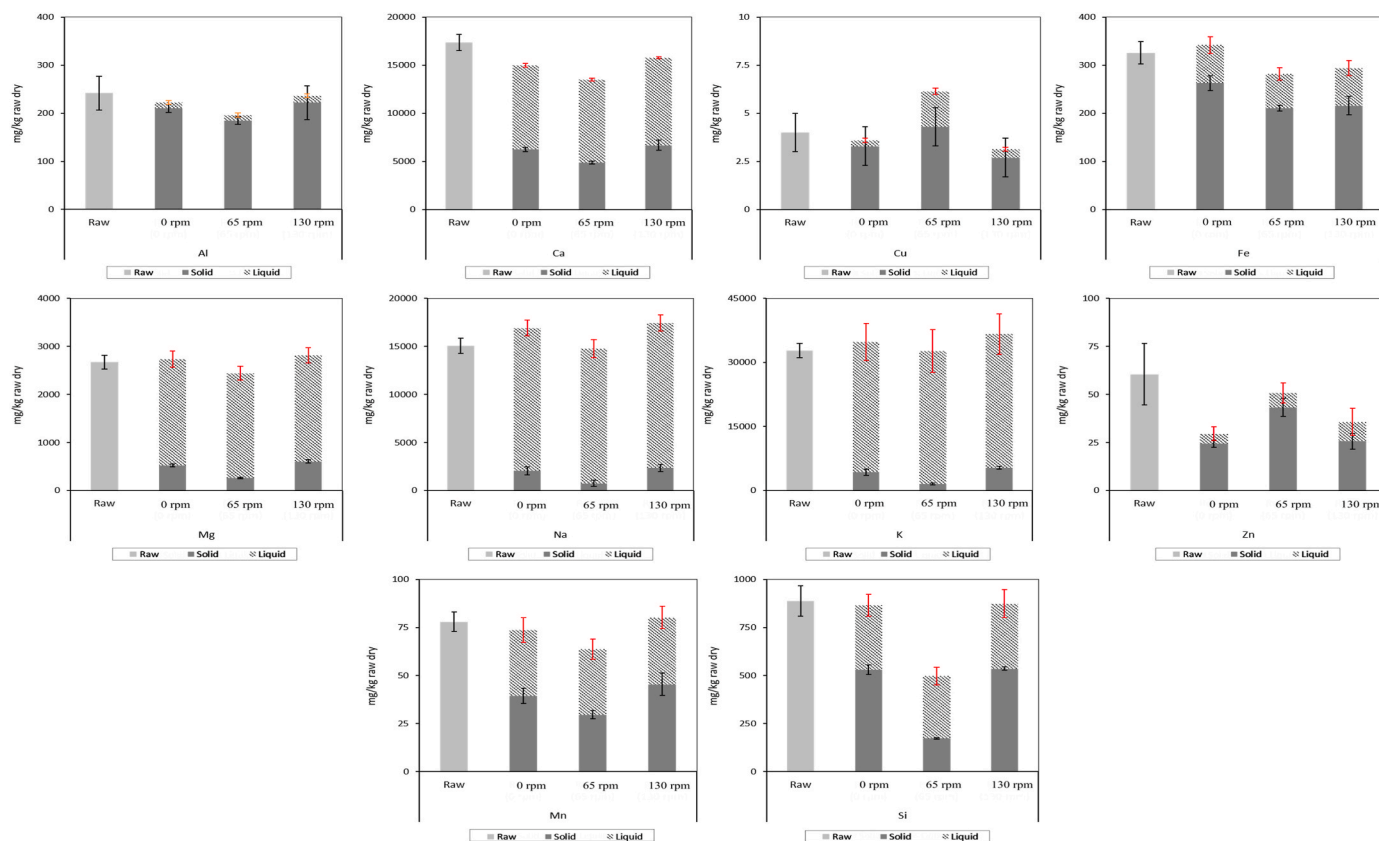 400
300
200
100
0
mg/kg raw dry
Raw 0 rpm 65 rpm 130 rpm
Al
Raw Solid Liquid
20000
15000
10000
5000
0
mg/kg raw dry
Raw 0 rpm 65 rpm 130 rpm
Ca
Raw Solid Liquid
10
7.5
5
2.5
0
mg/kg raw dry
Raw 0 rpm 65 rpm 130 rpm
Cu
Raw Solid Liquid
400
300
200
100
0
mg/kg raw dry
Raw 0 rpm 65 rpm 130 rpm
Fe
Raw Solid Liquid
4000
3000
2000
1000
0
mg/kg raw dry
Raw 0 rpm 65 rpm 130 rpm
Mg
Raw Solid Liquid
20000
15000
10000
5000
0
mg/kg raw dry
Raw 0 rpm 65 rpm 130 rpm
Na
Raw Solid Liquid
45000
30000
15000
0
mg/kg raw dry
Raw 0 rpm 65 rpm 130 rpm
K
Raw Solid Liquid
100
75
50
25
0
mg/kg raw dry
Raw 0 rpm 65 rpm 130 rpm
Zn
Raw Solid Liquid
100
75
50
25
0
mg/kg raw dry
Raw 0 rpm 65 rpm 130 rpm
Mn
Raw Solid Liquid
1000
750
500
250
0
mg/kg raw dry
Raw 0 rpm 65 rpm 130 rpm
Si
Raw Solid Liquid